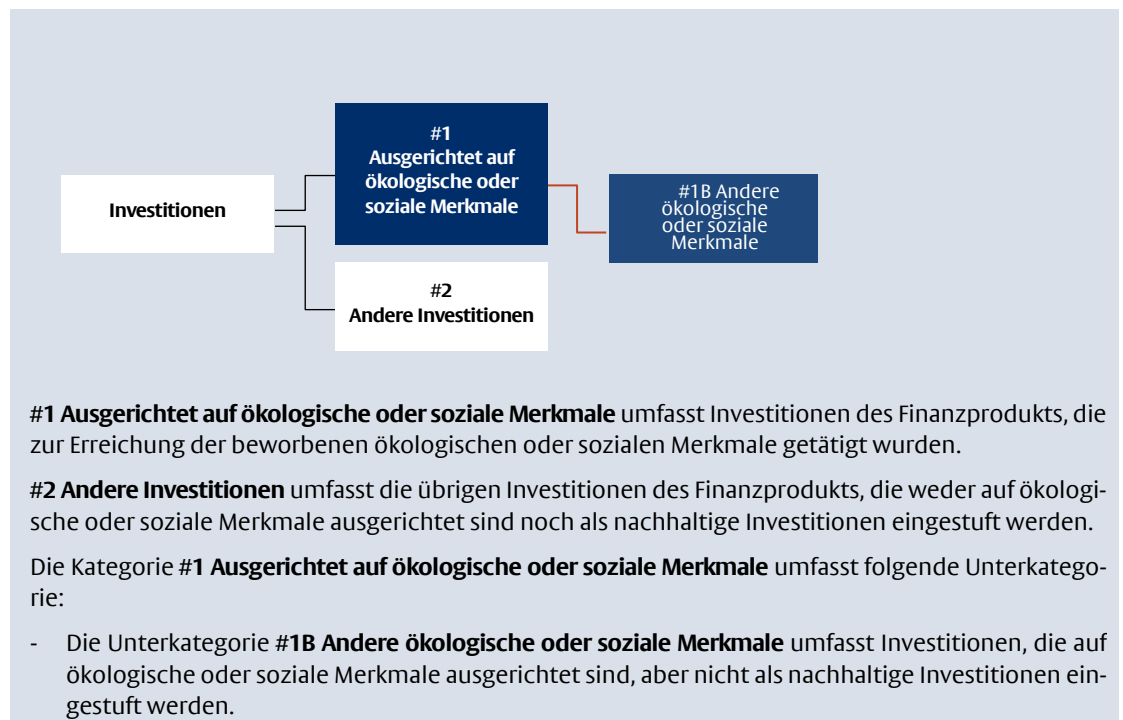 #1
Ausgerichtet auf
ökologische oder
soziale Merkmale
Investitionen
#1B Andere
ökologische
oder soziale
Merkmale
#2
Andere Investitionen
#1 Ausgerichtet auf ökologische oder soziale Merkmale umfasst Investitionen des Finanzprodukts, die
zur Erreichung der beworbenen ökologischen oder sozialen Merkmale getätigt wurden.
#2 Andere Investitionen umfasst die übrigen Investitionen des Finanzprodukts, die weder auf ökologi-
sche oder soziale Merkmale ausgerichtet sind noch als nachhaltige Investitionen eingestuft werden.
Die Kategorie #1 Ausgerichtet auf ökologische oder soziale Merkmale umfasst folgende Unterkatego-
rie:
- Die Unterkategorie #1B Andere ökologische oder soziale Merkmale umfasst Investitionen, die auf
ökologische oder soziale Merkmale ausgerichtet sind, aber nicht als nachhaltige Investitionen ein-
gestuft werden.